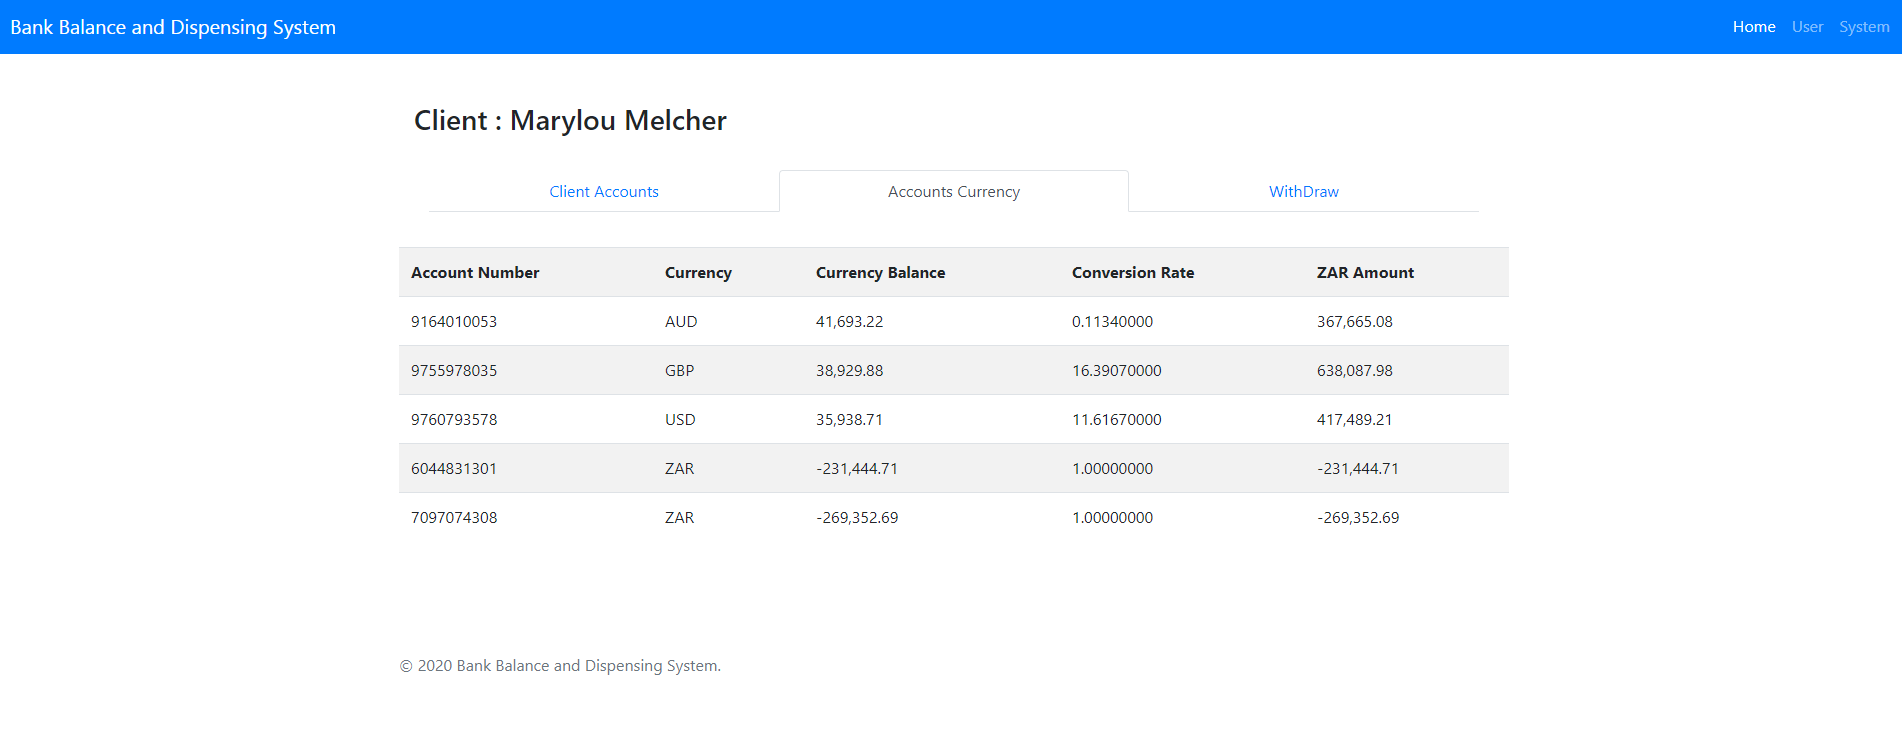 Bank Balance and Dispensing System Home User System
Client : Marylou Melcher
Client Accounts Accounts Currency WithDraw
Account Number Currency Currency Balance Conversion Rate ZAR Amount
9164010053 AUD 41,693.22 0.11340000 367,665.08
9755978035 GBP 38,929.88 16.39070000 638,087.98
9760793578 USD 35,938.71 11.61670000 417,489.21
6044831301 ZAR -231,444.71 1.00000000 -231,444.71
7097074308 ZAR -269,352.69 1.00000000 -269,352.69
© 2020 Bank Balance and Dispensing System.